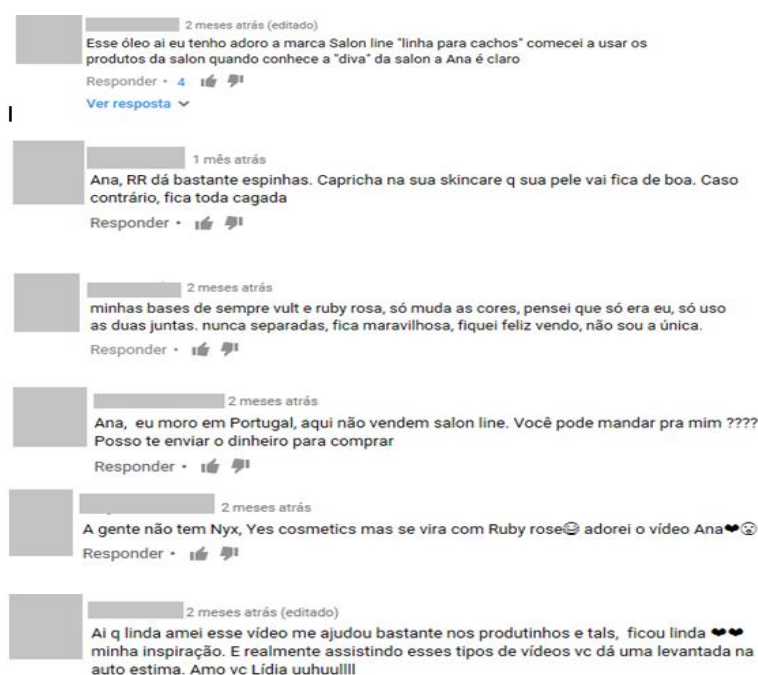 2 meses atrás (editado)
Esse óleo ai eu tenho adoro a marca Salon line "linha para cachos" comecei a usar os
produtos da salon quando conhece a "diva" da salon a Ana é claro
Responder • 4
Ver resposta
1 mês atrás
Ana, RR dá bastante espinhas. Capricha na sua skincare q sua pele vai fica de boa. Caso
contrário, fica toda cagada
Responder •
2 meses atrás
minhas bases de sempre vult e ruby rosa, só muda as cores, pensei que só era eu, só uso
as duas juntas. nunca separadas, fica maravilhosa, fiquei feliz vendo, não sou a única.
Responder •
2 meses atrás
Ana, eu moro em Portugal, aqui não vendem salon line. Você pode mandar pra mim ????
Posso te enviar o dinheiro para comprar
Responder •
2 meses atrás
A gente não tem Nyx, Yes cosmetics mas se vira com Ruby rose😂 adorei o vídeo Ana❤😘
Responder •
2 meses atrás (editado)
Ai q linda amei esse vídeo me ajudou bastante nos produtinhos e tals, ficou linda ❤❤
minha inspiração. E realmente assistindo esses tipos de vídeos vc dá uma levantada na
auto estima. Amo vc Lídia uuhuullll